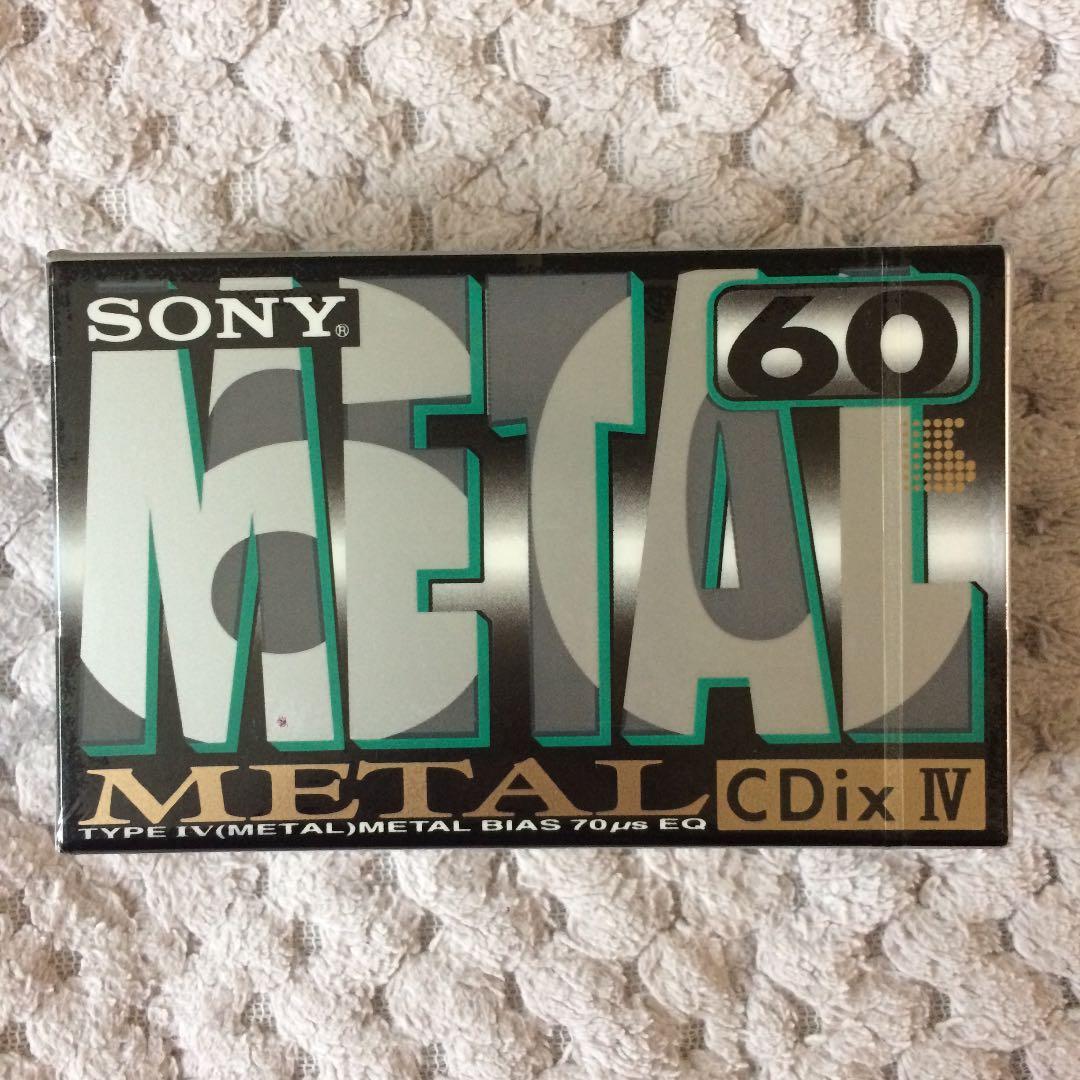 SONY®
60
METAL
METAL
CDix IV
TYPE IV(METAL)METAL BIAS 70μs EQ